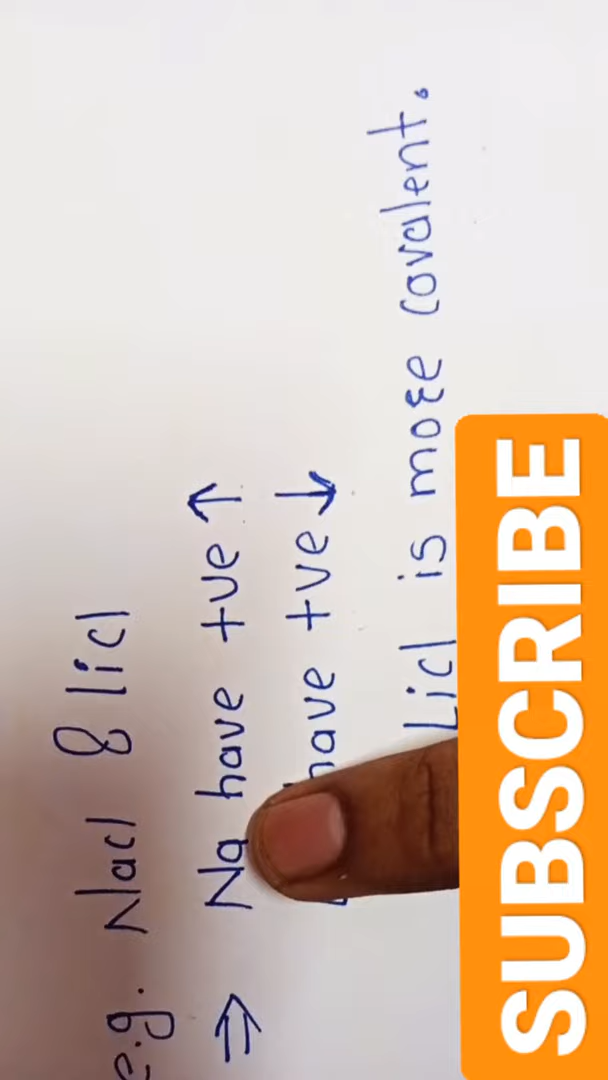 e.g. Nacl & licl
⇒ Na have +ve ↑
have +ve ↓
Licl is more covalent.
SUBSCRIBE